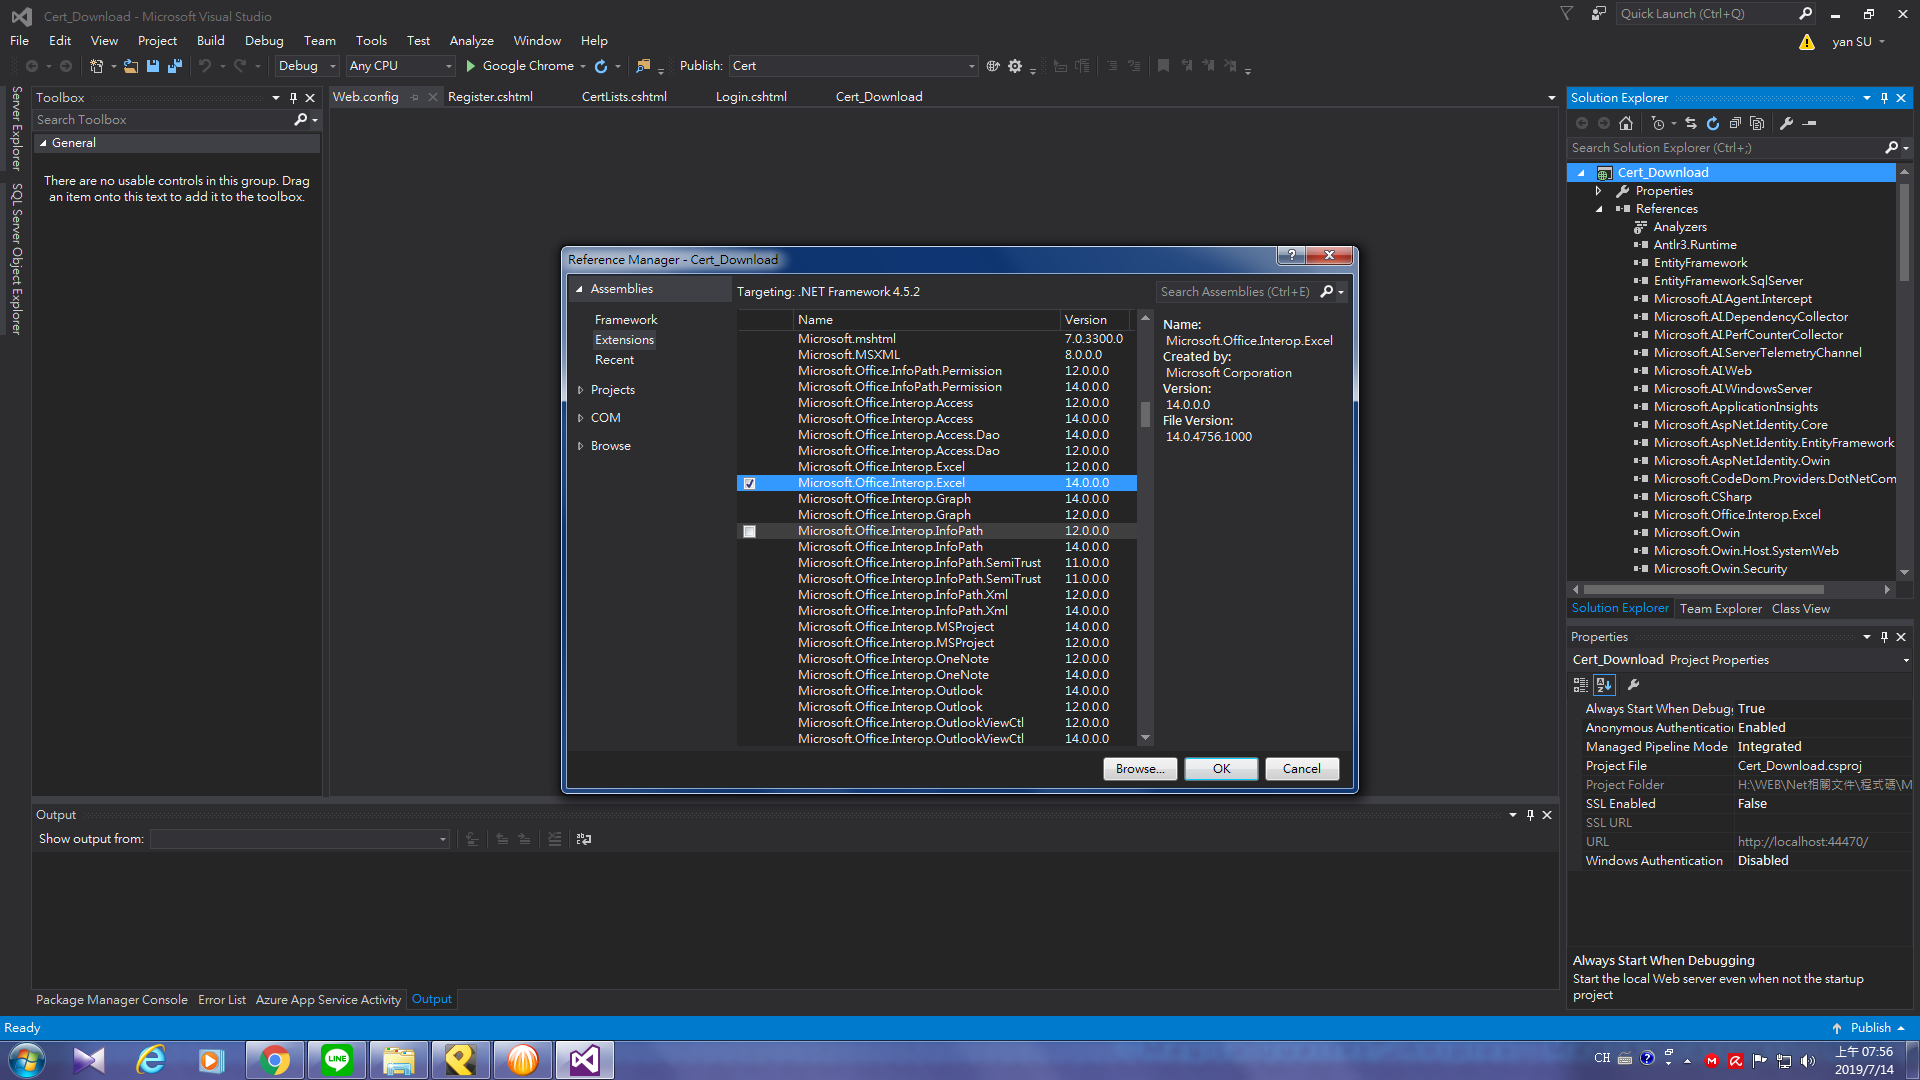 Cert_Download - Microsoft Visual Studio
Quick Launch (Ctrl+Q)
File Edit View Project Build Debug Team Tools Test Analyze Window Help
yan SU
Debug Any CPU Google Chrome Publish: Cert
Server Explorer
SQL Server Object Explorer
Toolbox
Search Toolbox
General
There are no usable controls in this group. Drag
an item onto this text to add it to the toolbox.
Web.config Register.cshtml CertLists.cshtml Login.cshtml Cert_Download
Reference Manager - Cert_Download
Assemblies
Framework
Extensions
Recent
Projects
COM
Browse
Targeting: .NET Framework 4.5.2
Search Assemblies (Ctrl+E)
Name Version
Microsoft.mshtml 7.0.3300.0
Microsoft.MSXML 8.0.0.0
Microsoft.Office.InfoPath.Permission 12.0.0.0
Microsoft.Office.InfoPath.Permission 14.0.0.0
Microsoft.Office.Interop.Access 12.0.0.0
Microsoft.Office.Interop.Access 14.0.0.0
Microsoft.Office.Interop.Access.Dao 14.0.0.0
Microsoft.Office.Interop.Access.Dao 12.0.0.0
Microsoft.Office.Interop.Excel 12.0.0.0
Microsoft.Office.Interop.Excel 14.0.0.0
Microsoft.Office.Interop.Graph 14.0.0.0
Microsoft.Office.Interop.Graph 12.0.0.0
Microsoft.Office.Interop.InfoPath 12.0.0.0
Microsoft.Office.Interop.InfoPath 14.0.0.0
Microsoft.Office.Interop.InfoPath.SemiTrust 11.0.0.0
Microsoft.Office.Interop.InfoPath.SemiTrust 11.0.0.0
Microsoft.Office.Interop.InfoPath.Xml 12.0.0.0
Microsoft.Office.Interop.InfoPath.Xml 14.0.0.0
Microsoft.Office.Interop.MSProject 14.0.0.0
Microsoft.Office.Interop.MSProject 12.0.0.0
Microsoft.Office.Interop.OneNote 12.0.0.0
Microsoft.Office.Interop.OneNote 14.0.0.0
Microsoft.Office.Interop.Outlook 14.0.0.0
Microsoft.Office.Interop.Outlook 12.0.0.0
Microsoft.Office.Interop.OutlookViewCtl 12.0.0.0
Microsoft.Office.Interop.OutlookViewCtl 14.0.0.0
Name:
Microsoft.Office.Interop.Excel
Created by:
Microsoft Corporation
Version:
14.0.0.0
File Version:
14.0.4756.1000
Browse... OK Cancel
Solution Explorer
Search Solution Explorer (Ctrl+;)
Cert_Download
Properties
References
Analyzers
Antlr3.Runtime
EntityFramework
EntityFramework.SqlServer
Microsoft.AI.Agent.Intercept
Microsoft.AI.DependencyCollector
Microsoft.AI.PerfCounterCollector
Microsoft.AI.ServerTelemetryChannel
Microsoft.AI.Web
Microsoft.AI.WindowsServer
Microsoft.ApplicationInsights
Microsoft.AspNet.Identity.Core
Microsoft.AspNet.Identity.EntityFramework
Microsoft.AspNet.Identity.Owin
Microsoft.CodeDom.Providers.DotNetCom
Microsoft.CSharp
Microsoft.Office.Interop.Excel
Microsoft.Owin
Microsoft.Owin.Host.SystemWeb
Microsoft.Owin.Security
Solution Explorer Team Explorer Class View
Properties
Cert_Download Project Properties
Always Start When Debug True
Anonymous Authenticatio Enabled
Managed Pipeline Mode Integrated
Project File Cert_Download.csproj
Project Folder H:\WEB\Net相關文件\程式碼\M
SSL Enabled False
SSL URL
URL http://localhost:44470/
Windows Authentication Disabled
Always Start When Debugging
Start the local Web server even when not the startup
project
Output
Show output from:
Package Manager Console Error List Azure App Service Activity Output
Ready
Publish
LINE
CH
上午 07:56
2019/7/14